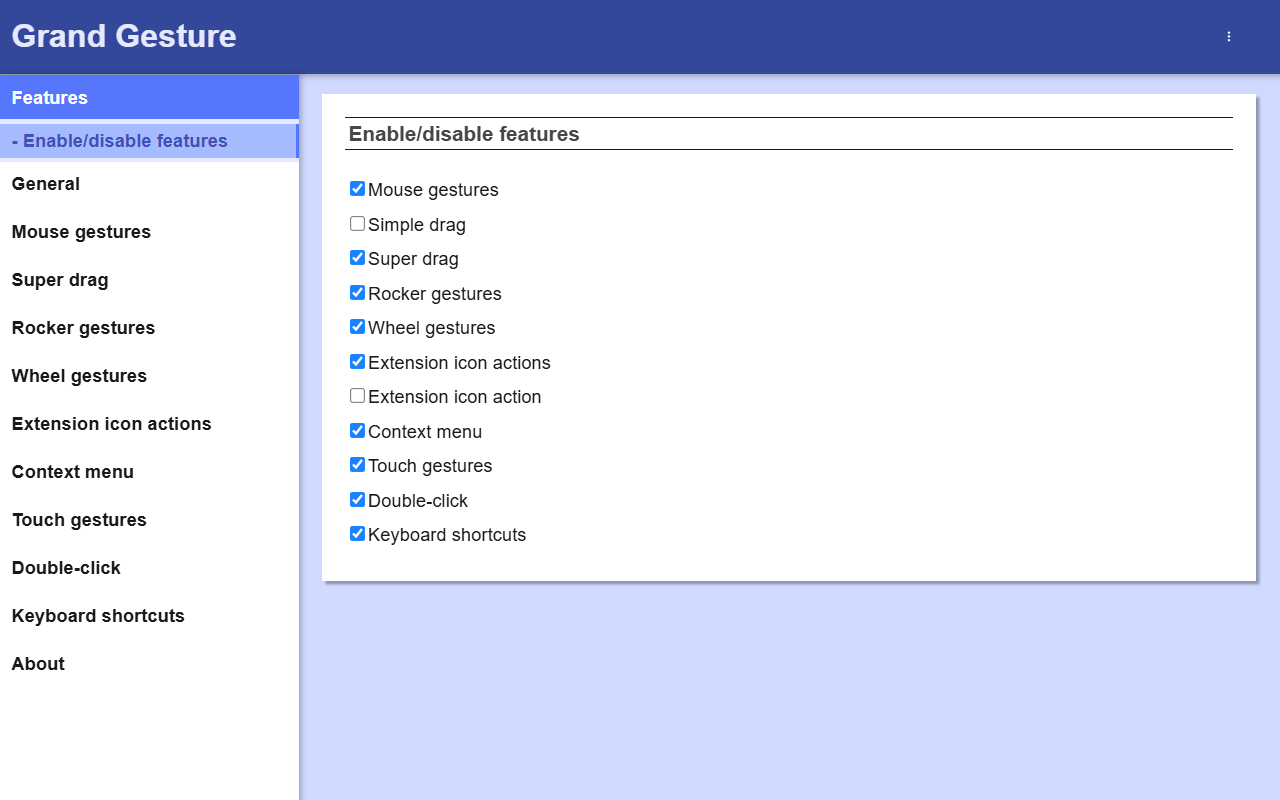 Grand Gesture
Features
- Enable/disable features
General
Mouse gestures
Super drag
Rocker gestures
Wheel gestures
Extension icon actions
Context menu
Touch gestures
Double-click
Keyboard shortcuts
About
Enable/disable features
Mouse gestures
Simple drag
Super drag
Rocker gestures
Wheel gestures
Extension icon actions
Extension icon action
Context menu
Touch gestures
Double-click
Keyboard shortcuts